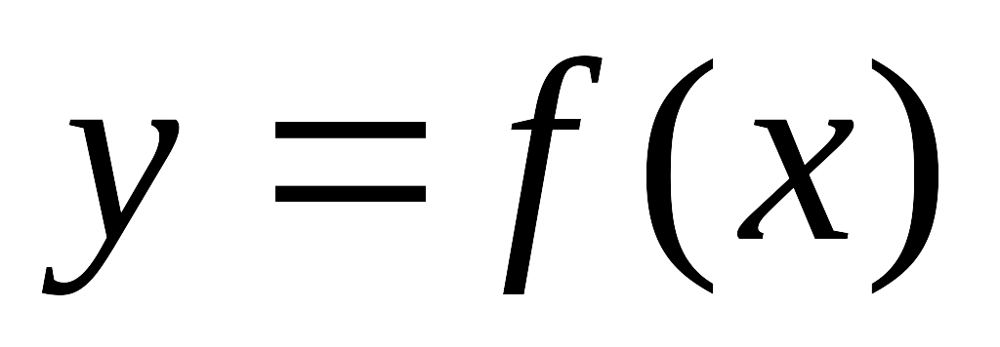 y = f(x)